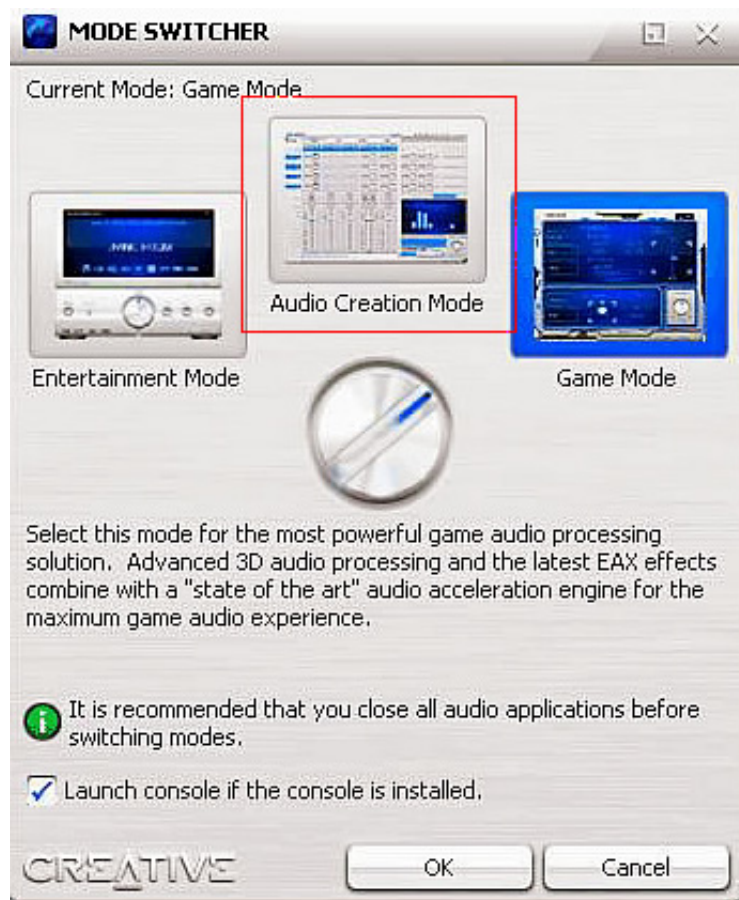 MODE SWITCHER
Current Mode: Game Mode
Audio Creation Mode
Entertainment Mode
Game Mode
Select this mode for the most powerful game audio processing
solution. Advanced 3D audio processing and the latest EAX effects
combine with a "state of the art" audio acceleration engine for the
maximum game audio experience.
It is recommended that you close all audio applications before
switching modes.
Launch console if the console is installed.
CREATIVE
OK
Cancel